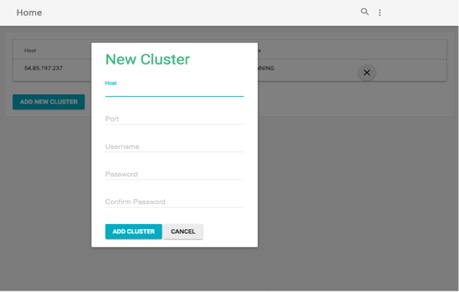 Home
Host
54.85.197.237
NNING
ADD NEW CLUSTER
New Cluster
Host
Port
Username
Password
Confirm Password
ADD CLUSTER
CANCEL